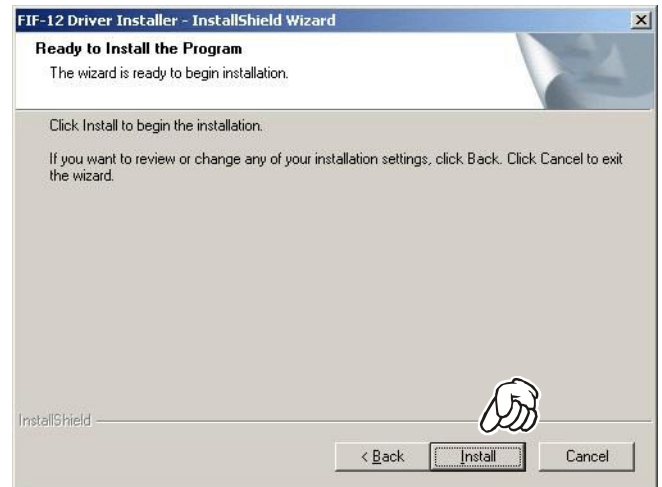 FIF-12 Driver Installer - InstallShield Wizard
Ready to Install the Program
The wizard is ready to begin installation.
Click Install to begin the installation.
If you want to review or change any of your installation settings, click Back. Click Cancel to exit
the wizard.
InstallShield
< Back Install Cancel